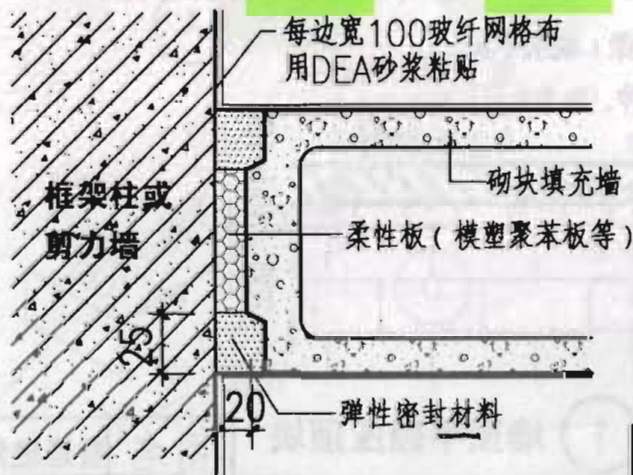 每边宽100玻纤网格布
用DEA砂浆粘贴
砌块填充墙
框架柱或
剪力墙
柔性板(模塑聚苯板等)
25
20
弹性密封材料